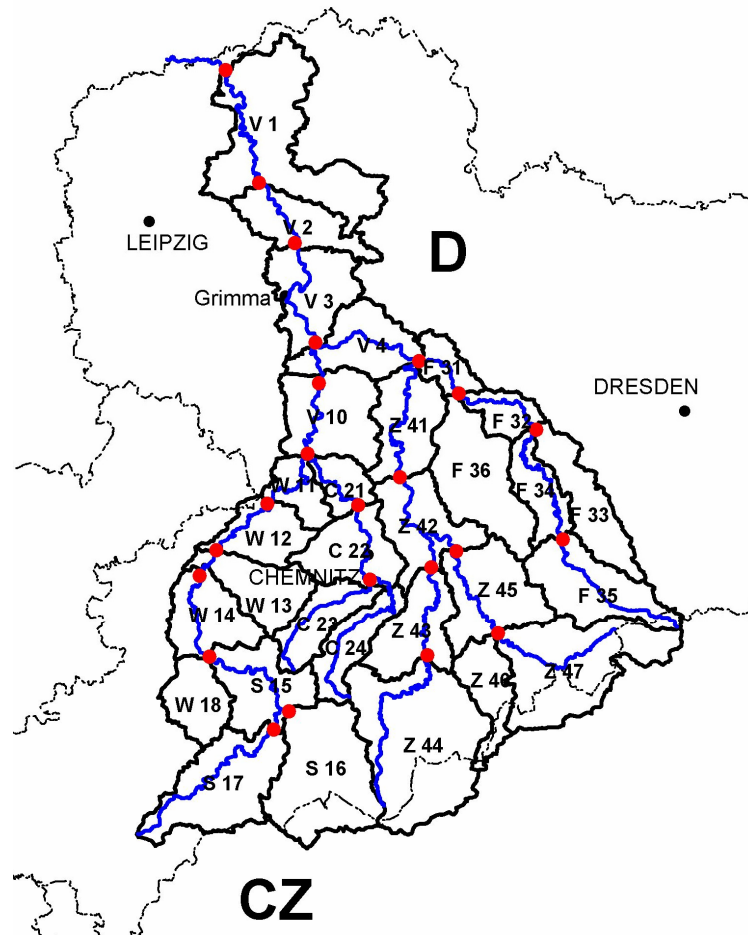 V 1
V 2
LEIPZIG
D
Grimma
V 3
V 4
F 31
DRESDEN
V 10
Z 41
F 32
F 36
W 11
C 21
F 34
F 33
Z 42
W 12
C 22
CHEMNITZ
Z 45
F 35
W 13
W 14
C 23
Z 43
C 24
Z 47
S 45
Z 46
W 18
Z 44
S 16
S 17
CZ